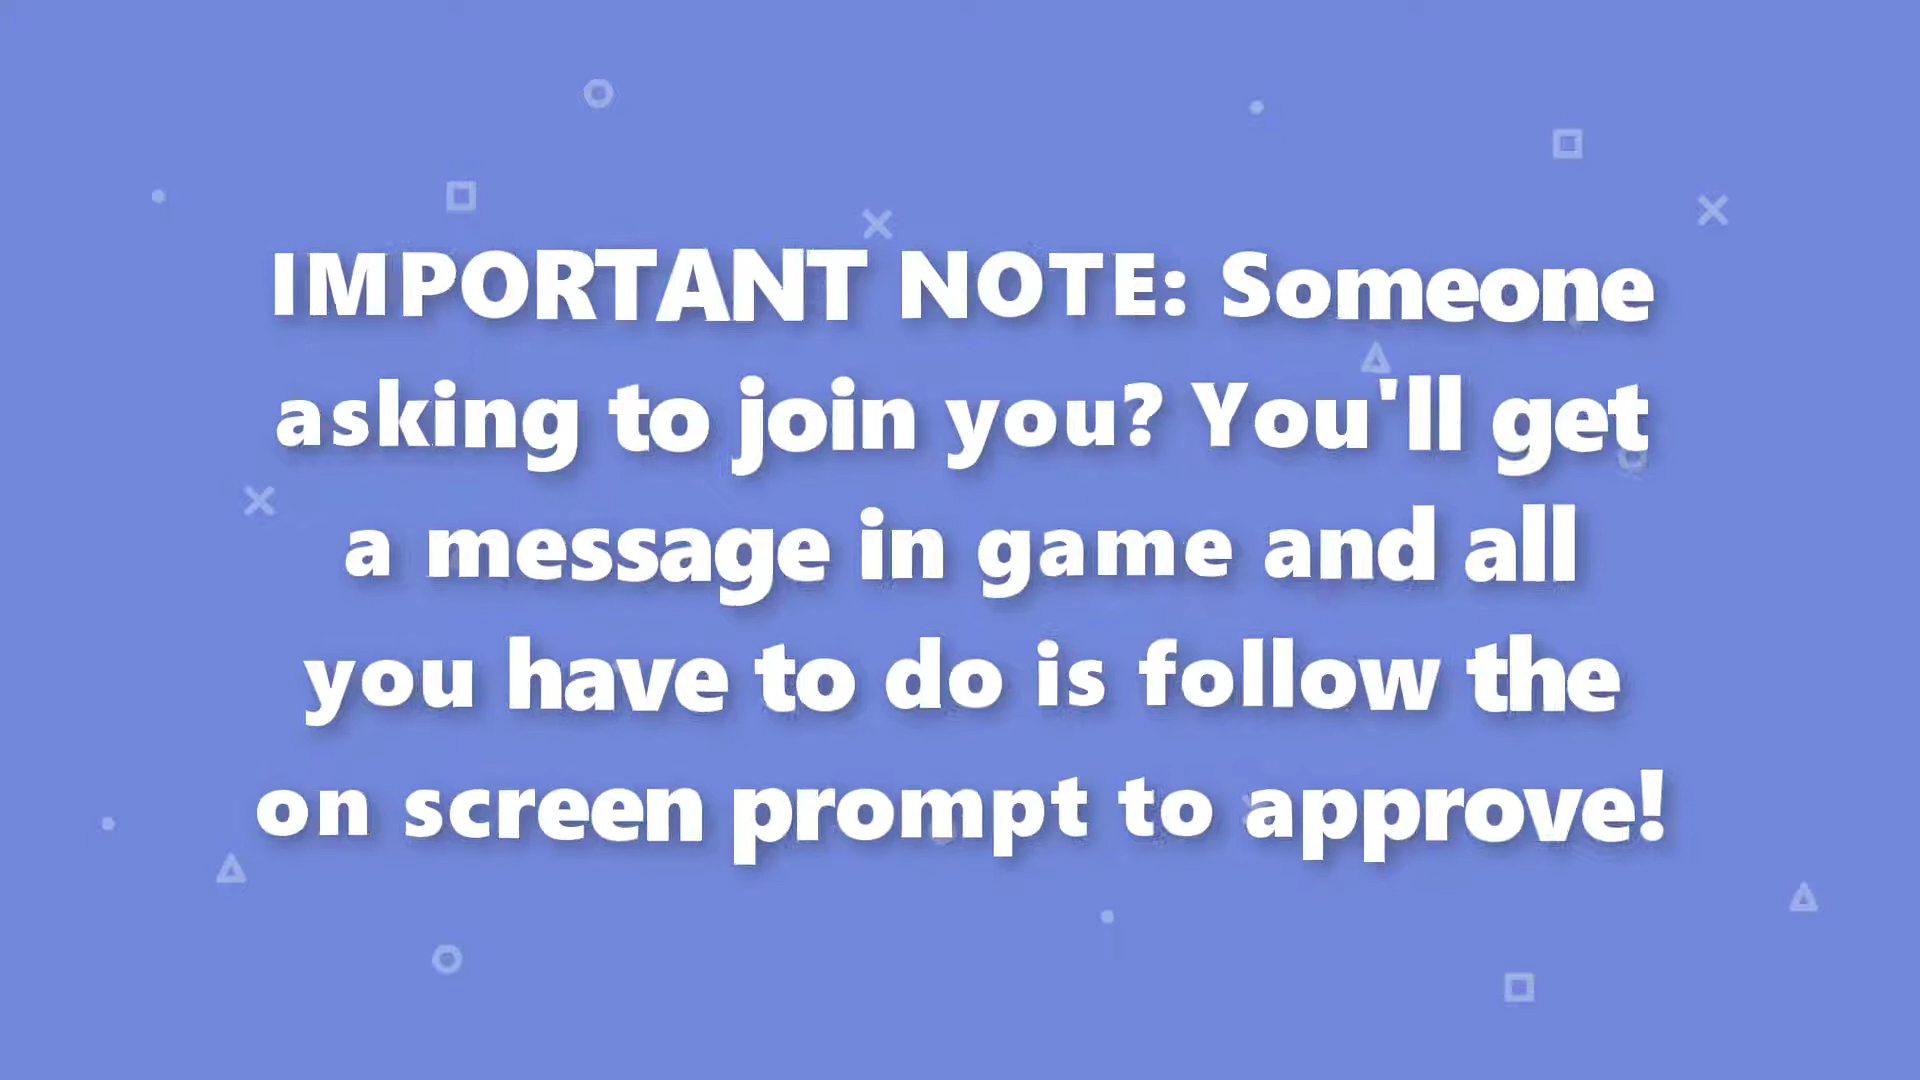 IMPORTANT NOTE: Someone
asking to join you? You'll get
a message in game and all
you have to do is follow the
on screen prompt to approve!